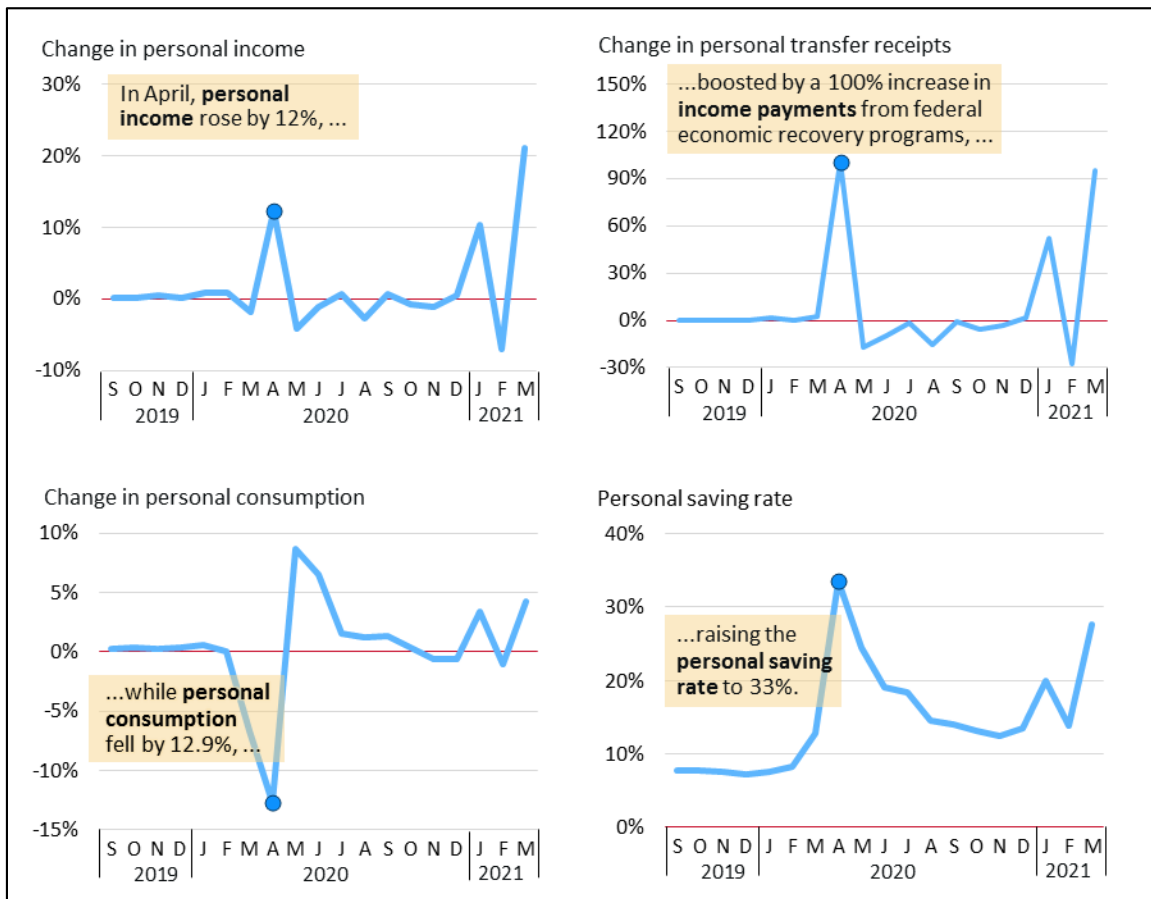 Change in personal income
30%
In April, personal
income rose by 12%, ...
20%
10%
0%
-10%
S O N D J F M A M J J A S O N D J F M
2019 2020 2021
Change in personal transfer receipts
150%
...boosted by a 100% increase in
income payments from federal
economic recovery programs, ...
120%
90%
60%
30%
0%
-30%
S O N D J F M A M J J A S O N D J F M
2019 2020 2021
Change in personal consumption
10%
5%
0%
...while personal
consumption
fell by 12.9%, ...
-5%
-10%
-15%
S O N D J F M A M J J A S O N D J F M
2019 2020 2021
Personal saving rate
40%
30%
...raising the
personal saving
rate to 33%.
20%
10%
0%
S O N D J F M A M J J A S O N D J F M
2019 2020 2021